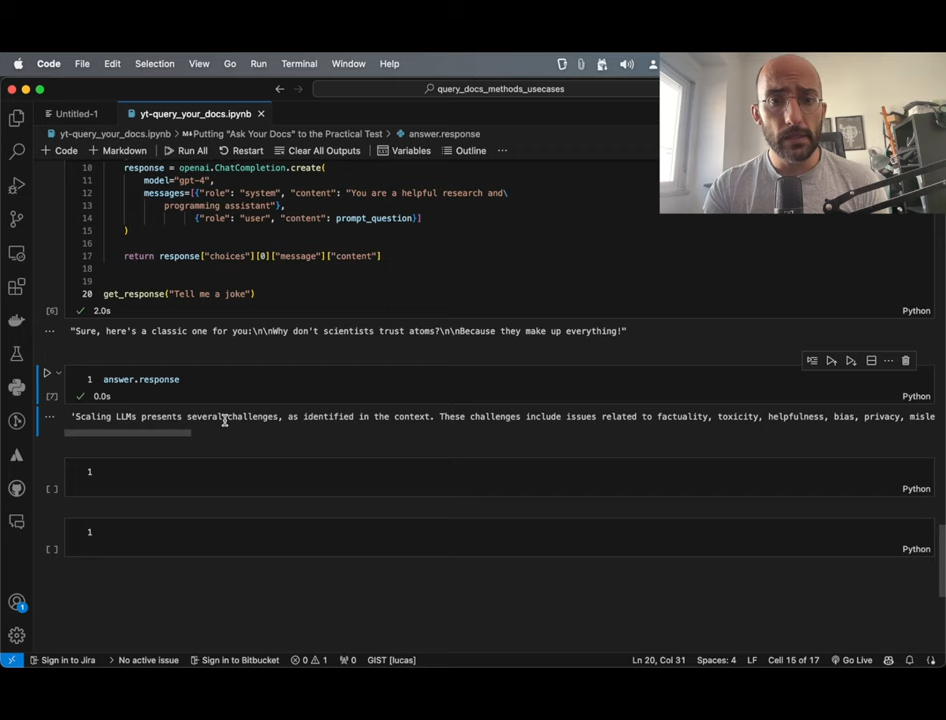 Code File Edit Selection View Go Run Terminal Window Help
query_docs_methods_usecases
Untitled-1 yt-query_your_docs.ipynb
yt-query_your_docs.ipynb > Putting "Ask Your Docs" to the Practical Test > answer.response
+ Code + Markdown Run All Restart Clear All Outputs Variables Outline ...
10 response = openai.ChatCompletion.create(
11 model="gpt-4",
12 messages=[{"role": "system", "content": "You are a helpful research and\
13 programming assistant"},
14 {"role": "user", "content": prompt_question}]
15 )
16
17 return response["choices"][0]["message"]["content"]
18
19
20 get_response("Tell me a joke")
[6] 2.0s Python
"Sure, here's a classic one for you:\n\nWhy don't scientists trust atoms?\n\nBecause they make up everything!"
1 answer.response
[7] 0.0s Python
'Scaling LLMs presents several challenges, as identified in the context. These challenges include issues related to factuality, toxicity, helpfulness, bias, privacy, misle
1
[ ] Python
1
[ ] Python
1
Sign in to Jira No active issue Sign in to Bitbucket 0 1 0 GIST [lucas] Ln 20, Col 31 Spaces: 4 LF Cell 15 of 17 Go Live